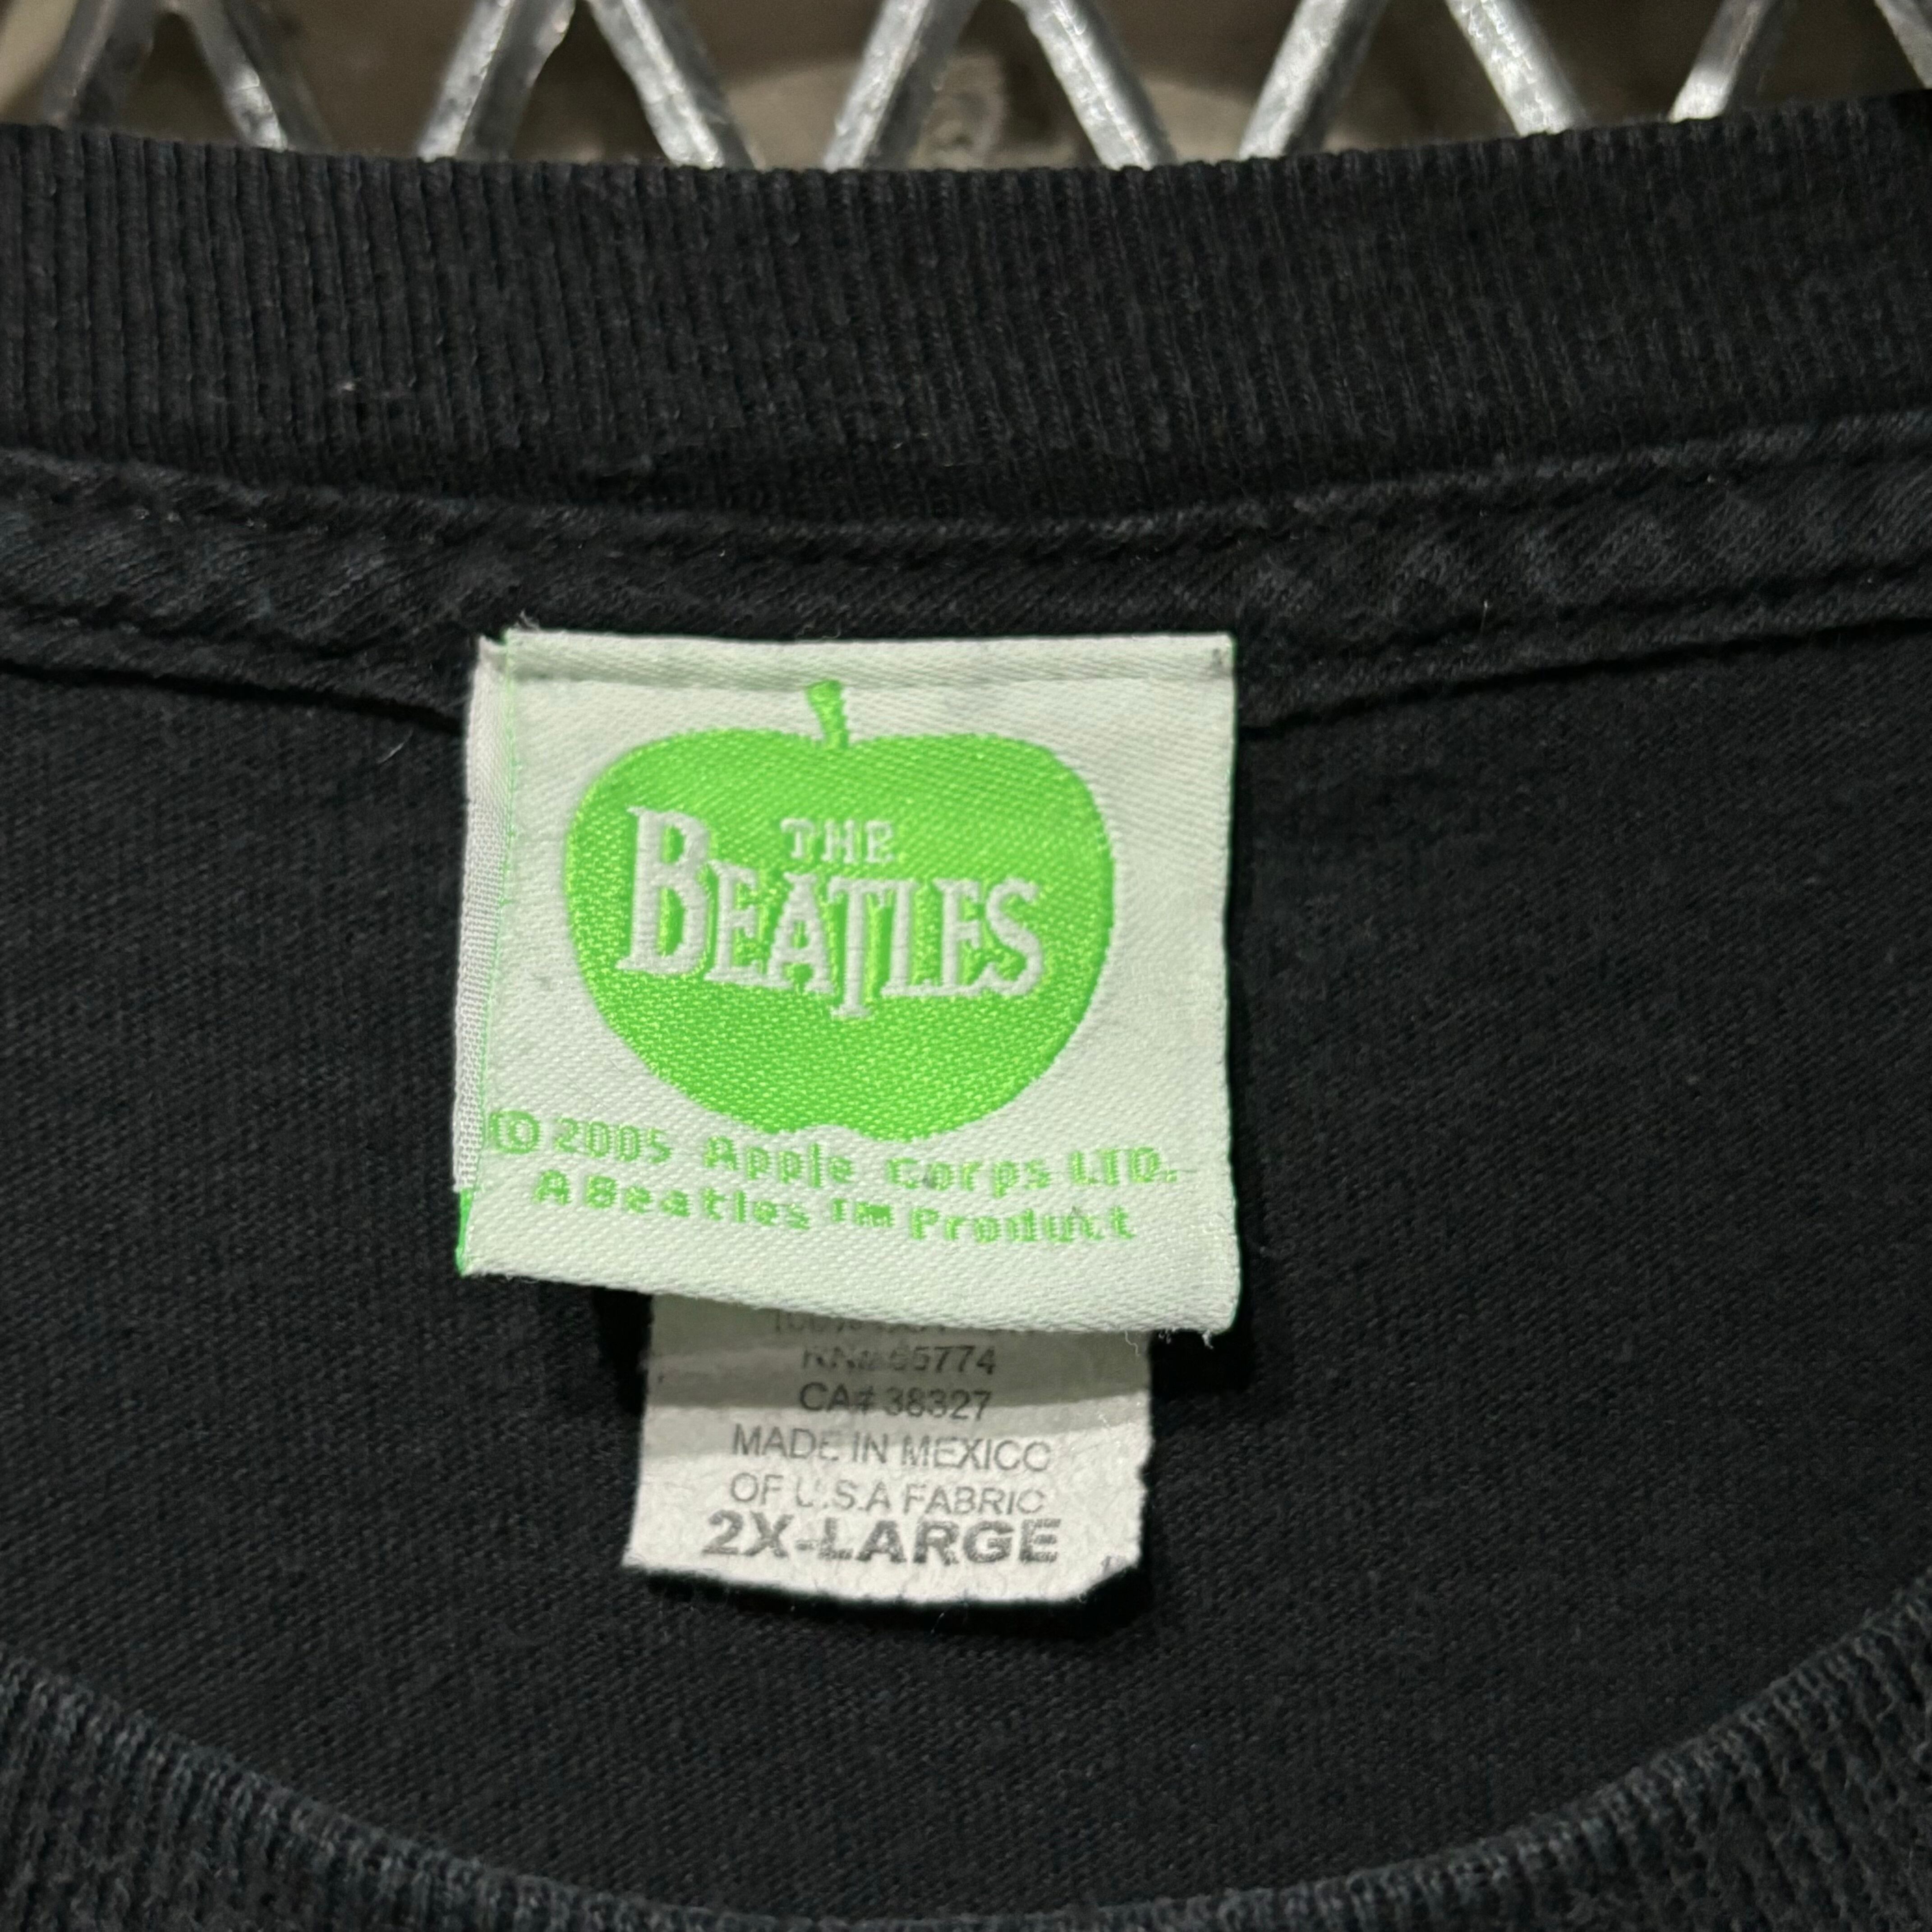 THE
BEATLES
© 2005 Apple Corps LTD.
A Beatles ™ Product
RN# 65774
CA# 38327
MADE IN MEXICO
OF U.S.A FABRIC
2X-LARGE